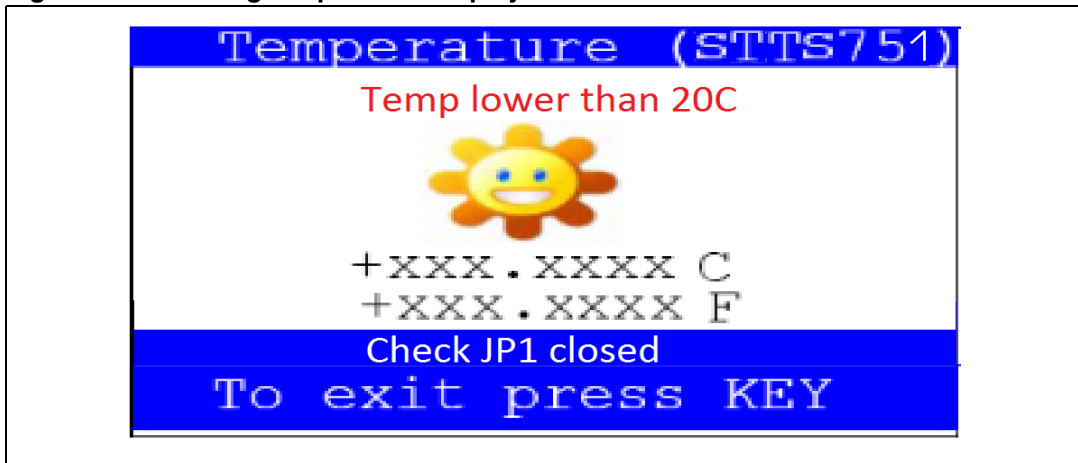 Temperature (STTS751)
Temp lower than 20C
+xxx.xxxx C
+xxx.xxxx F
Check JP1 closed
To exit press KEY